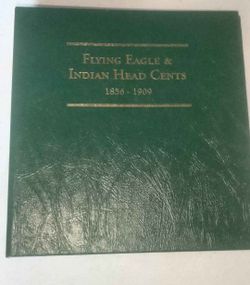 FLYING EAGLE &
INDIAN HEAD CENTS
1856 - 1909